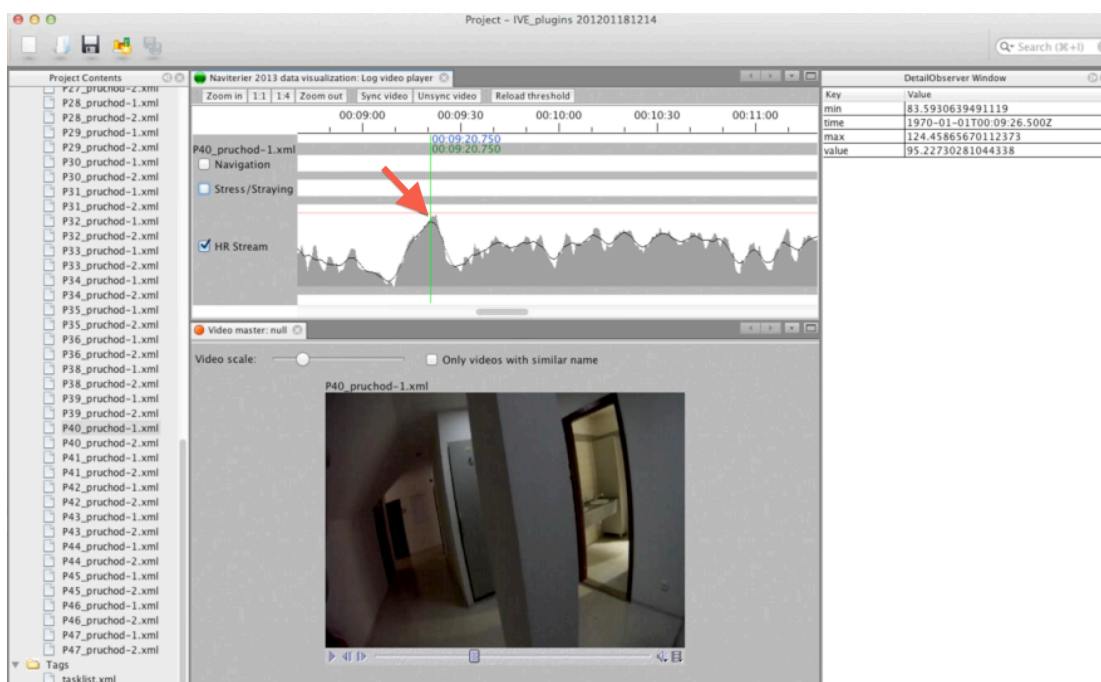 Project – IVE_plugins 201201181214
Search (⌘+I)
Project Contents
P27_pruchod-2.xml
P28_pruchod-1.xml
P28_pruchod-2.xml
P29_pruchod-1.xml
P29_pruchod-2.xml
P30_pruchod-1.xml
P30_pruchod-2.xml
P31_pruchod-1.xml
P31_pruchod-2.xml
P32_pruchod-1.xml
P32_pruchod-2.xml
P33_pruchod-1.xml
P33_pruchod-2.xml
P34_pruchod-1.xml
P34_pruchod-2.xml
P35_pruchod-1.xml
P35_pruchod-2.xml
P36_pruchod-1.xml
P36_pruchod-2.xml
P38_pruchod-1.xml
P38_pruchod-2.xml
P39_pruchod-1.xml
P39_pruchod-2.xml
P40_pruchod-1.xml
P40_pruchod-2.xml
P41_pruchod-1.xml
P41_pruchod-2.xml
P42_pruchod-1.xml
P42_pruchod-2.xml
P43_pruchod-1.xml
P43_pruchod-2.xml
P44_pruchod-1.xml
P44_pruchod-2.xml
P45_pruchod-1.xml
P45_pruchod-2.xml
P46_pruchod-1.xml
P46_pruchod-2.xml
P47_pruchod-1.xml
P47_pruchod-2.xml
Tags
tasklist.xml
Naviterier 2013 data visualization: Log video player
Zoom in 1:1 1:4 Zoom out Sync video Unsync video Reload threshold
00:09:00 00:09:30 00:10:00 00:10:30 00:11:00
00:09:20.750
P40_pruchod-1.xml 00:09:20.750
Navigation
Stress/Straying
HR Stream
Video master: null
Video scale: Only videos with similar name
P40_pruchod-1.xml
DetailObserver Window
Key Value
min 83.5930639491119
time 1970-01-01T00:09:26.500Z
max 124.45865670112373
value 95.22730281044338